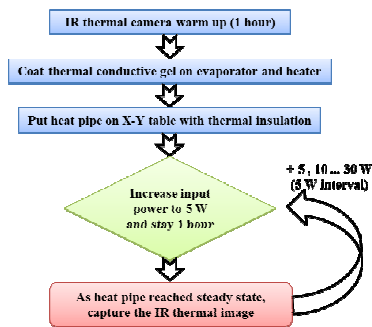 IR thermal camera warm up (1 hour)
Coat thermal conductive gel on evaporator and heater
Put heat pipe on X-Y table with thermal insulation
+ 5 , 10 ... 30 W
(5 W interval)
Increase input
power to 5 W
and stay 1 hour
As heat pipe reached steady state,
capture the IR thermal image